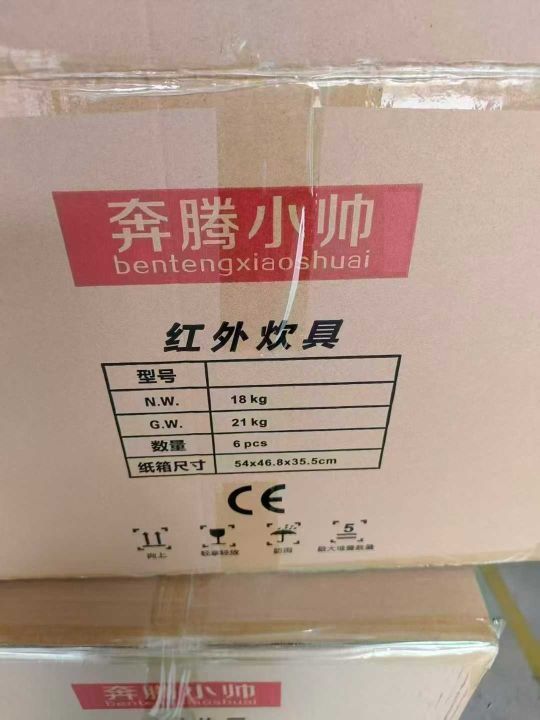 奔腾小帅
bentengxiaoshuai
红外炊具
型号
N.W. 18 kg
G.W. 21 kg
数量 6 pcs
纸箱尺寸 54x46.8x35.5cm
CE
5
向上 轻拿轻放 防雨 最大堆叠数量
奔腾小帅
bentengxiaoshuai